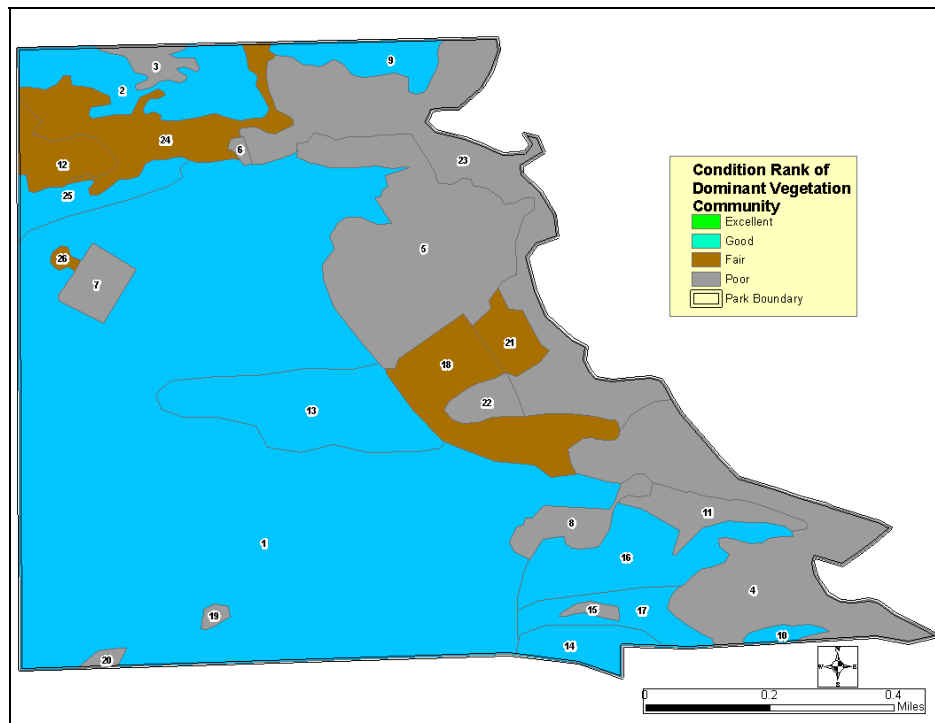 3
9
2
24
6
12
23
25
Condition Rank of
Dominant Vegetation
Community
Excellent
Good
Fair
Poor
Park Boundary
5
26
7
21
18
22
13
11
8
1
16
4
15
17
19
10
14
20
N
W E
S
0 0.2 0.4
Miles